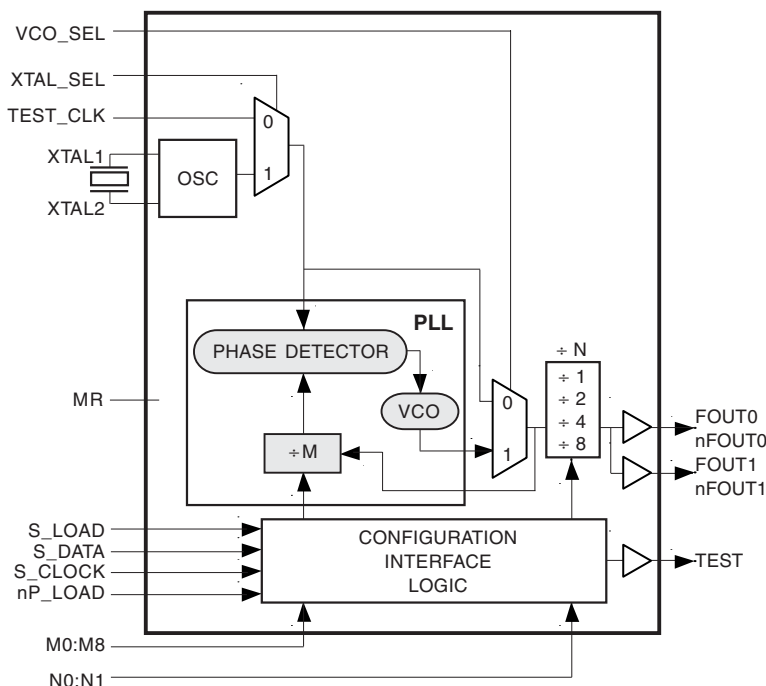 VCO_SEL
XTAL_SEL
TEST_CLK
0
XTAL1
OSC
1
XTAL2
PLL
PHASE DETECTOR
÷ N
÷ 1
÷ 2
÷ 4
÷ 8
MR
VCO
0
1
FOUT0
nFOUT0
FOUT1
nFOUT1
÷M
S_LOAD
S_DATA
S_CLOCK
nP_LOAD
CONFIGURATION
INTERFACE
LOGIC
TEST
M0:M8
N0:N1